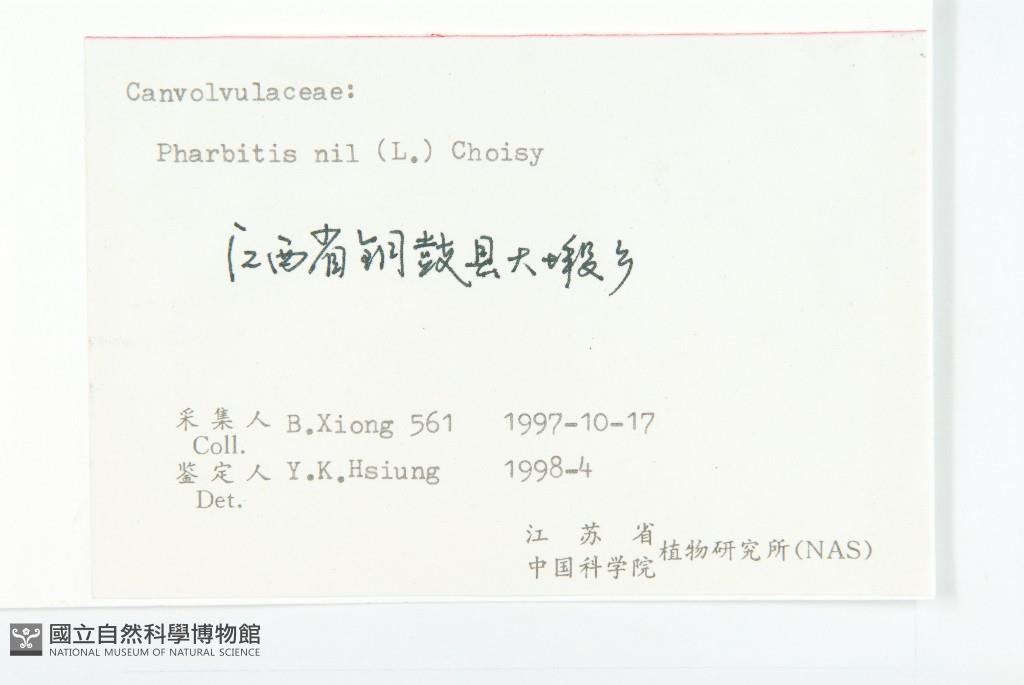 Canvolvulaceae:
Pharbitis nil (L.) Choisy
江西省铜鼓县大塅乡
采集人 B.Xiong 561 1997-10-17
Coll.
鉴定人 Y.K.Hsiung 1998-4
Det.
江苏省
中国科学院 植物研究所(NAS)
國立自然科學博物館
NATIONAL MUSEUM OF NATURAL SCIENCE